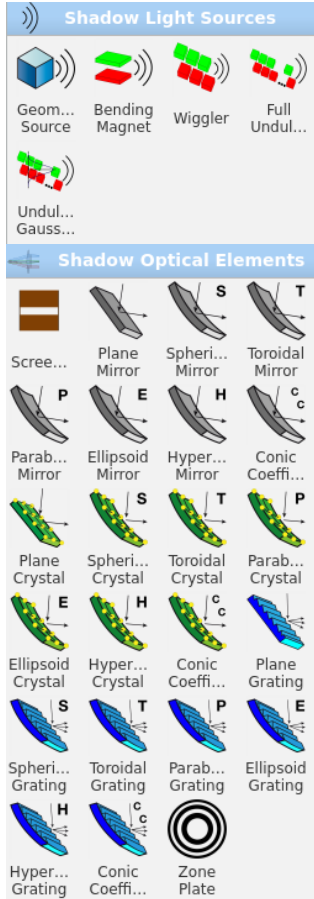 Shadow Light Sources
Geom... Bending Wiggler Full
Source Magnet Undul...
Undul...
Gauss...
Shadow Optical Elements
S T
Scree... Plane Spheri... Toroidal
Mirror Mirror Mirror
P E H C C
Parab... Ellipsoid Hyper... Conic
Mirror Mirror Mirror Coeffi...
S T P
Plane Spheri... Toroidal Parab...
Crystal Crystal Crystal Crystal
E H C C
Ellipsoid Hyper... Conic Plane
Crystal Crystal Coeffi... Grating
S T P E
Spheri... Toroidal Parab... Ellipsoid
Grating Grating Grating Grating
H C C
Hyper... Conic Zone
Grating Coeffi... Plate